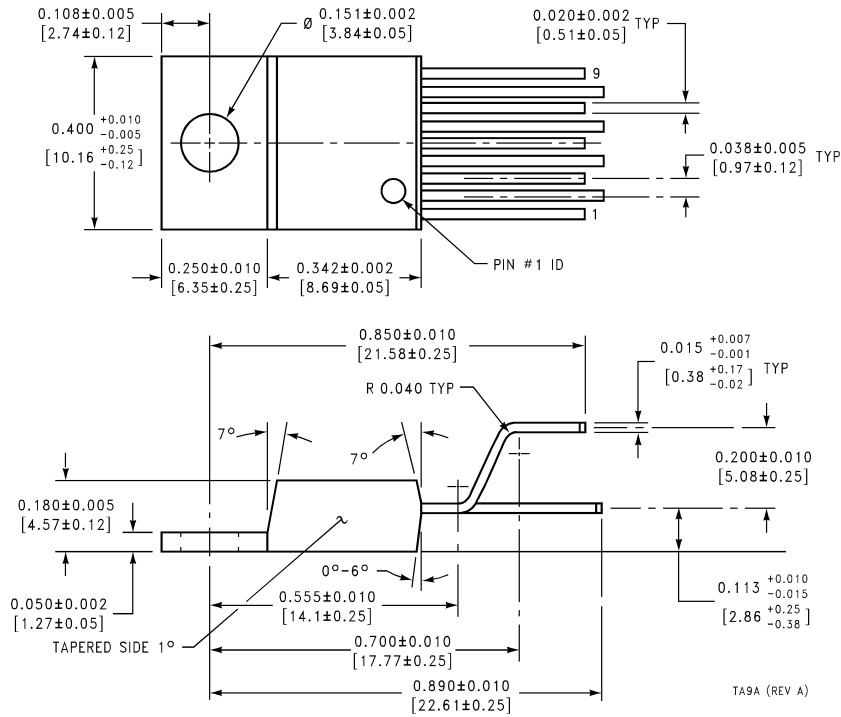 0.108±0.005
[2.74±0.12]
Ø 0.151±0.002
[3.84±0.05]
0.020±0.002 TYP
[0.51±0.05]
9
0.400 +0.010 -0.005
[10.16 +0.25 -0.12]
0.038±0.005 TYP
[0.97±0.12]
1
PIN #1 ID
0.250±0.010
[6.35±0.25]
0.342±0.002
[8.69±0.05]
0.850±0.010
[21.58±0.25]
0.015 +0.007 -0.001
[0.38 +0.17 -0.02] TYP
R 0.040 TYP
7°
7°
0.200±0.010
[5.08±0.25]
0.180±0.005
[4.57±0.12]
0°-6°
0.050±0.002
[1.27±0.05]
0.555±0.010
[14.1±0.25]
0.113 +0.010 -0.015
[2.86 +0.25 -0.38]
TAPERED SIDE 1°
0.700±0.010
[17.77±0.25]
0.890±0.010
[22.61±0.25]
TA9A (REV A)